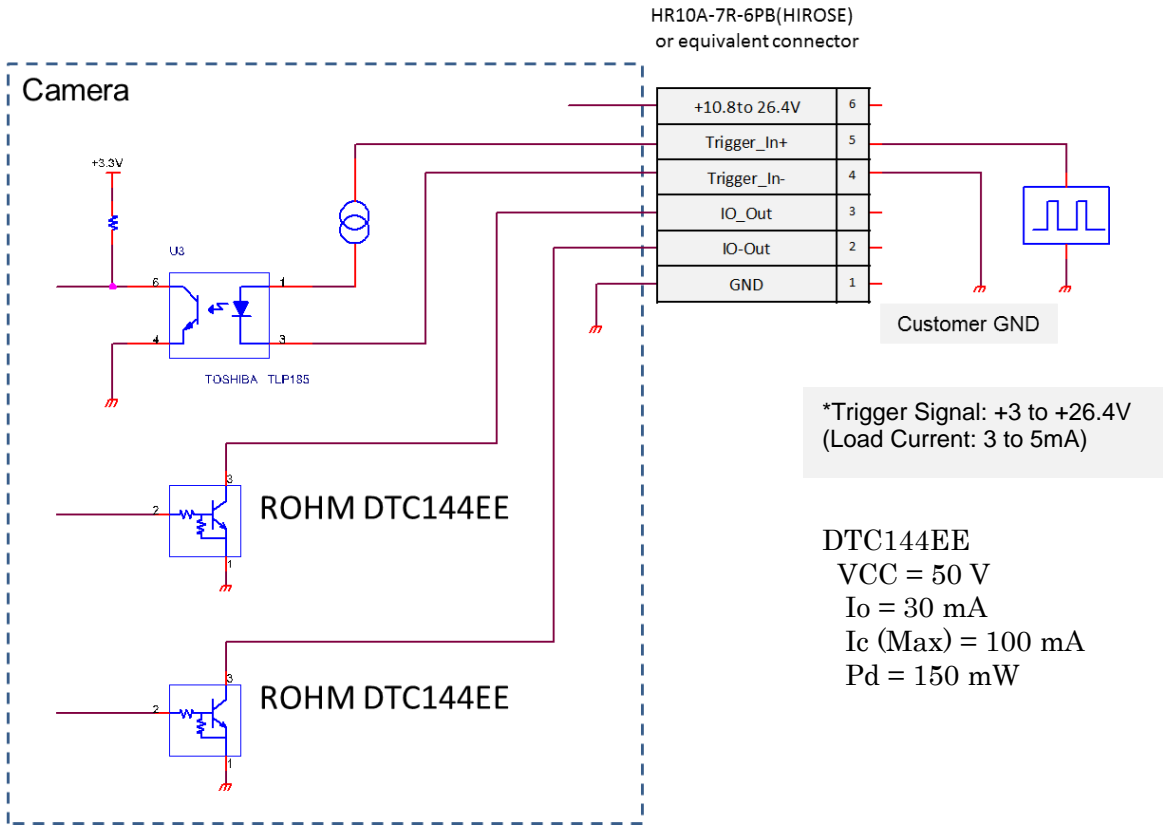 HR10A-7R-6PB(HIROSE)
or equivalent connector
Camera
+10.8to 26.4V 6
Trigger_In+ 5
Trigger_In- 4
IO_Out 3
IO-Out 2
GND 1
+3.3V
U3
6
1
4
3
TOSHIBA TLP185
Customer GND
*Trigger Signal: +3 to +26.4V
(Load Current: 3 to 5mA)
3
2
ROHM DTC144EE
1
DTC144EE
VCC = 50 V
Io = 30 mA
Ic (Max) = 100 mA
Pd = 150 mW
3
2
ROHM DTC144EE
1